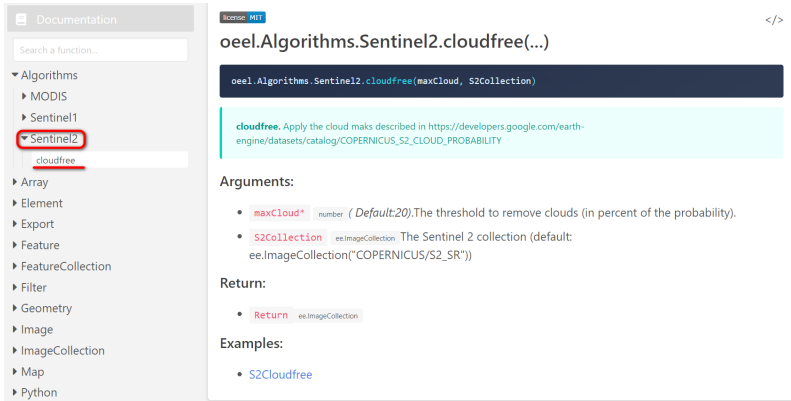 Documentation
Search a function...
Algorithms
MODIS
Sentinel1
Sentinel2
cloudfree
Array
Element
Export
Feature
FeatureCollection
Filter
Geometry
Image
ImageCollection
Map
Python
license MIT
</>
oeel.Algorithms.Sentinel2.cloudfree(...)
oeel.Algorithms.Sentinel2.cloudfree(maxCloud, S2Collection)
cloudfree. Apply the cloud maks described in https://developers.google.com/earth-
engine/datasets/catalog/COPERNICUS_S2_CLOUD_PROBABILITY
Arguments:
maxCloud* number ( Default:20).The threshold to remove clouds (in percent of the probability).
S2Collection ee.ImageCollection The Sentinel 2 collection (default:
ee.ImageCollection("COPERNICUS/S2_SR"))
Return:
Return ee.ImageCollection
Examples:
S2Cloudfree